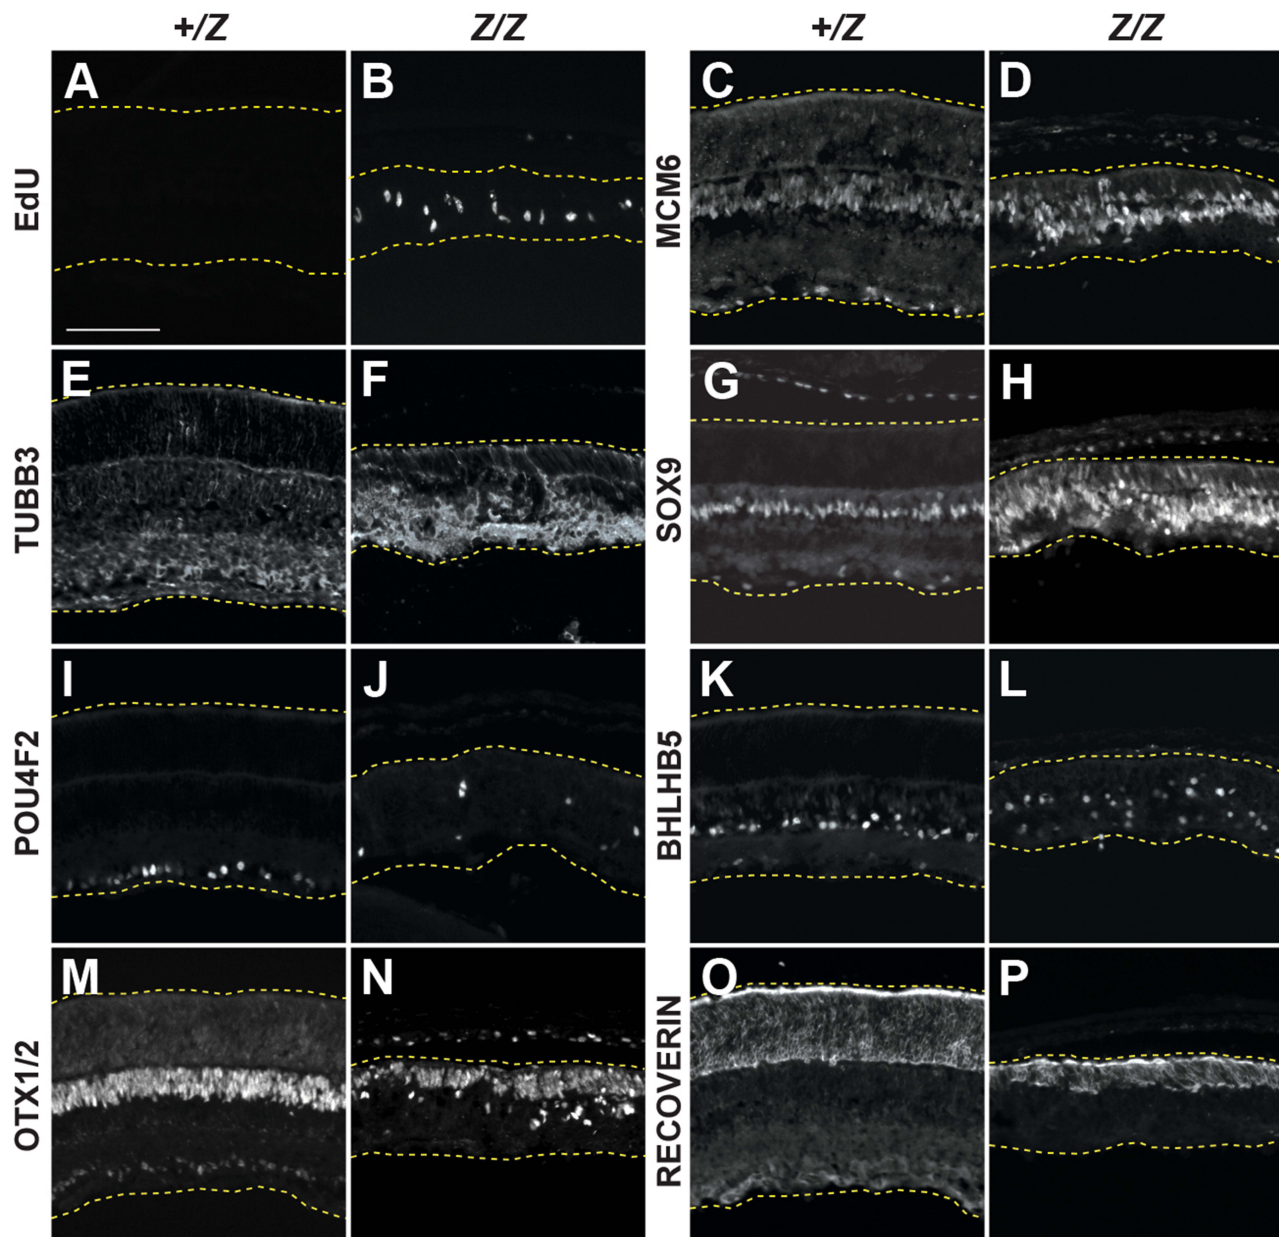 +/Z Z/Z +/Z Z/Z
EdU A B MCM6 C D
TUBB3 E F SOX9 G H
POU4F2 I J BHLHB5 K L
OTX1/2 M N RECOVERIN O P